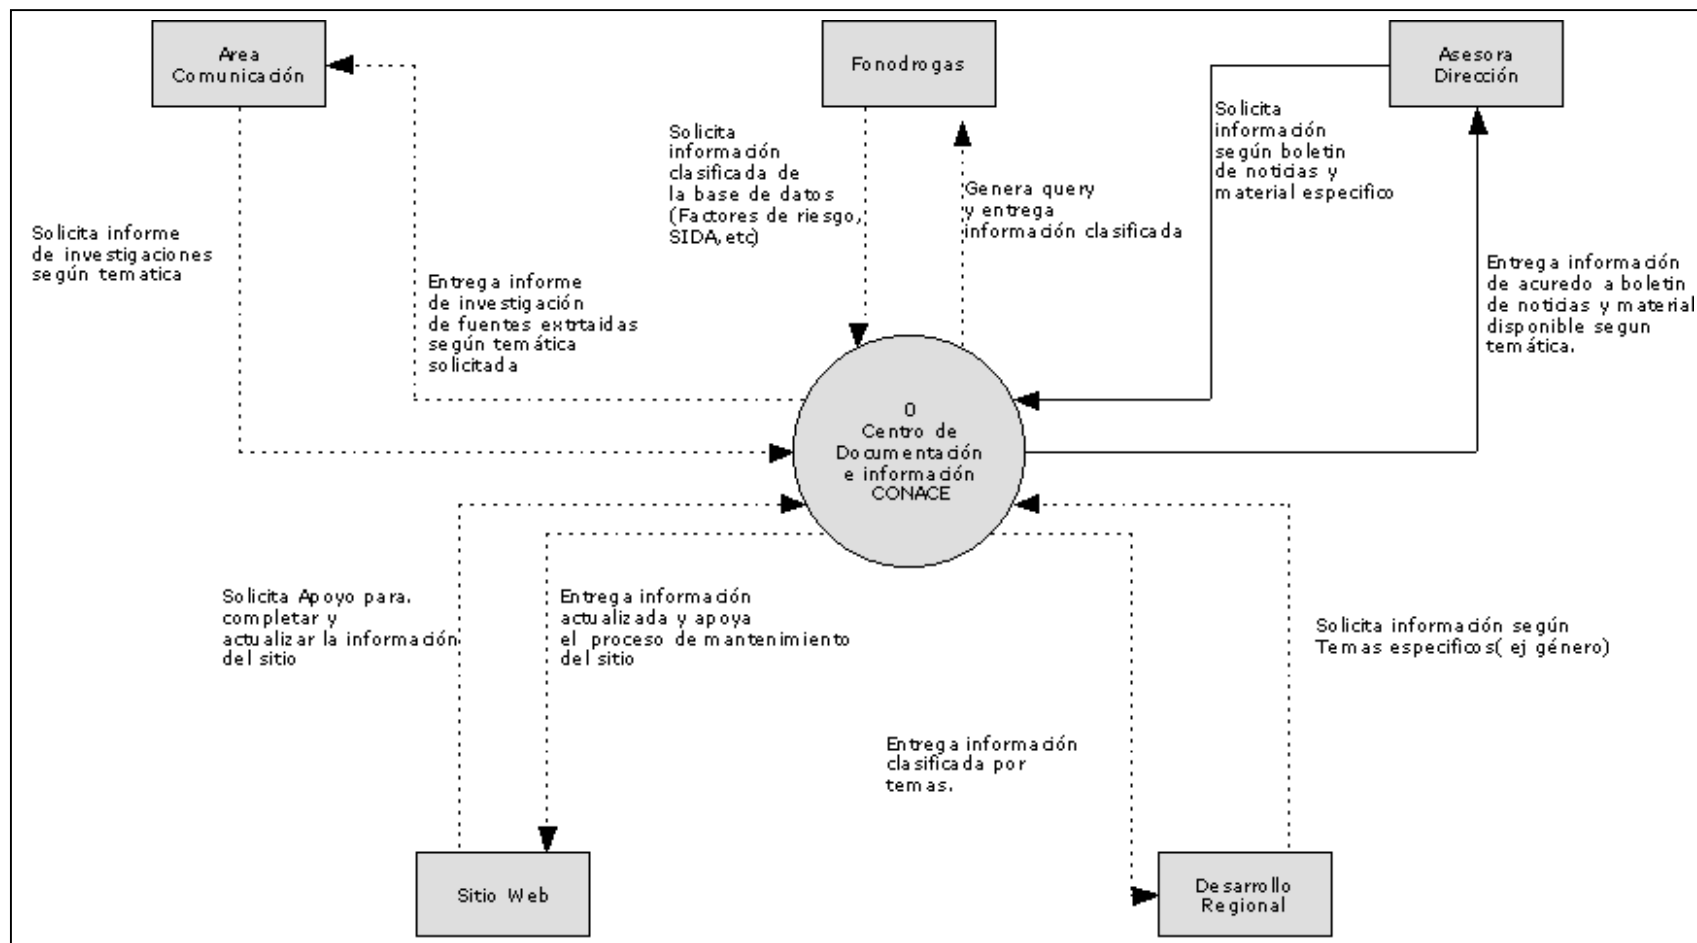 Area
Comunicación
Fonodrogas
Asesora
Dirección
Solicita
información
clasificada de
la base de datos
(Factores de riesgo,
SIDA,etc)
Genera query
y entrega
información clasificada
Solicita
información
según boletin
de noticias y
material especifico
Solicita informe
de investigaciones
según tematica
Entrega informe
de investigación
de fuentes extrtaidas
según temática
solicitada
Entrega información
de acuredo a boletin
de noticias y material
disponible segun
temática.
0
Centro de
Documentación
e información
CONACE
Solicita Apoyo para.
completar y
actualizar la información
del sitio
Entrega información
actualizada y apoya
el proceso de mantenimiento
del sitio
Solicita información según
Temas especificos( ej género)
Entrega información
clasificada por
temas.
Sitio Web
Desarrollo
Regional